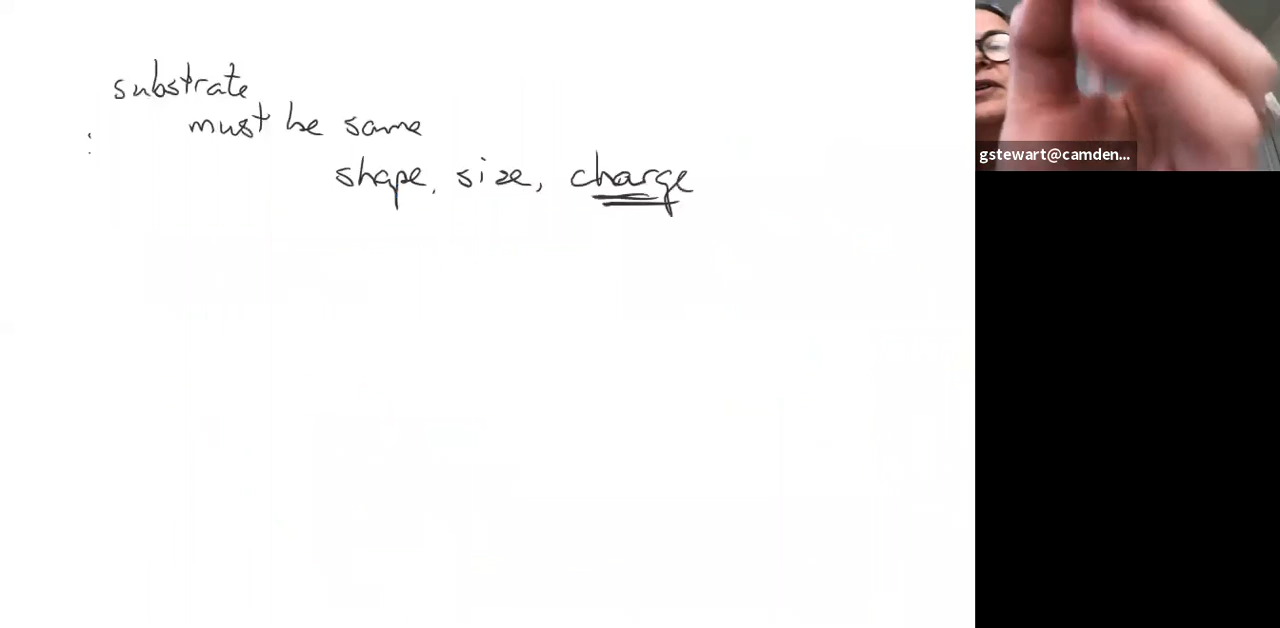 substrate
must be same
shape, size, charge
gstewart@camden...